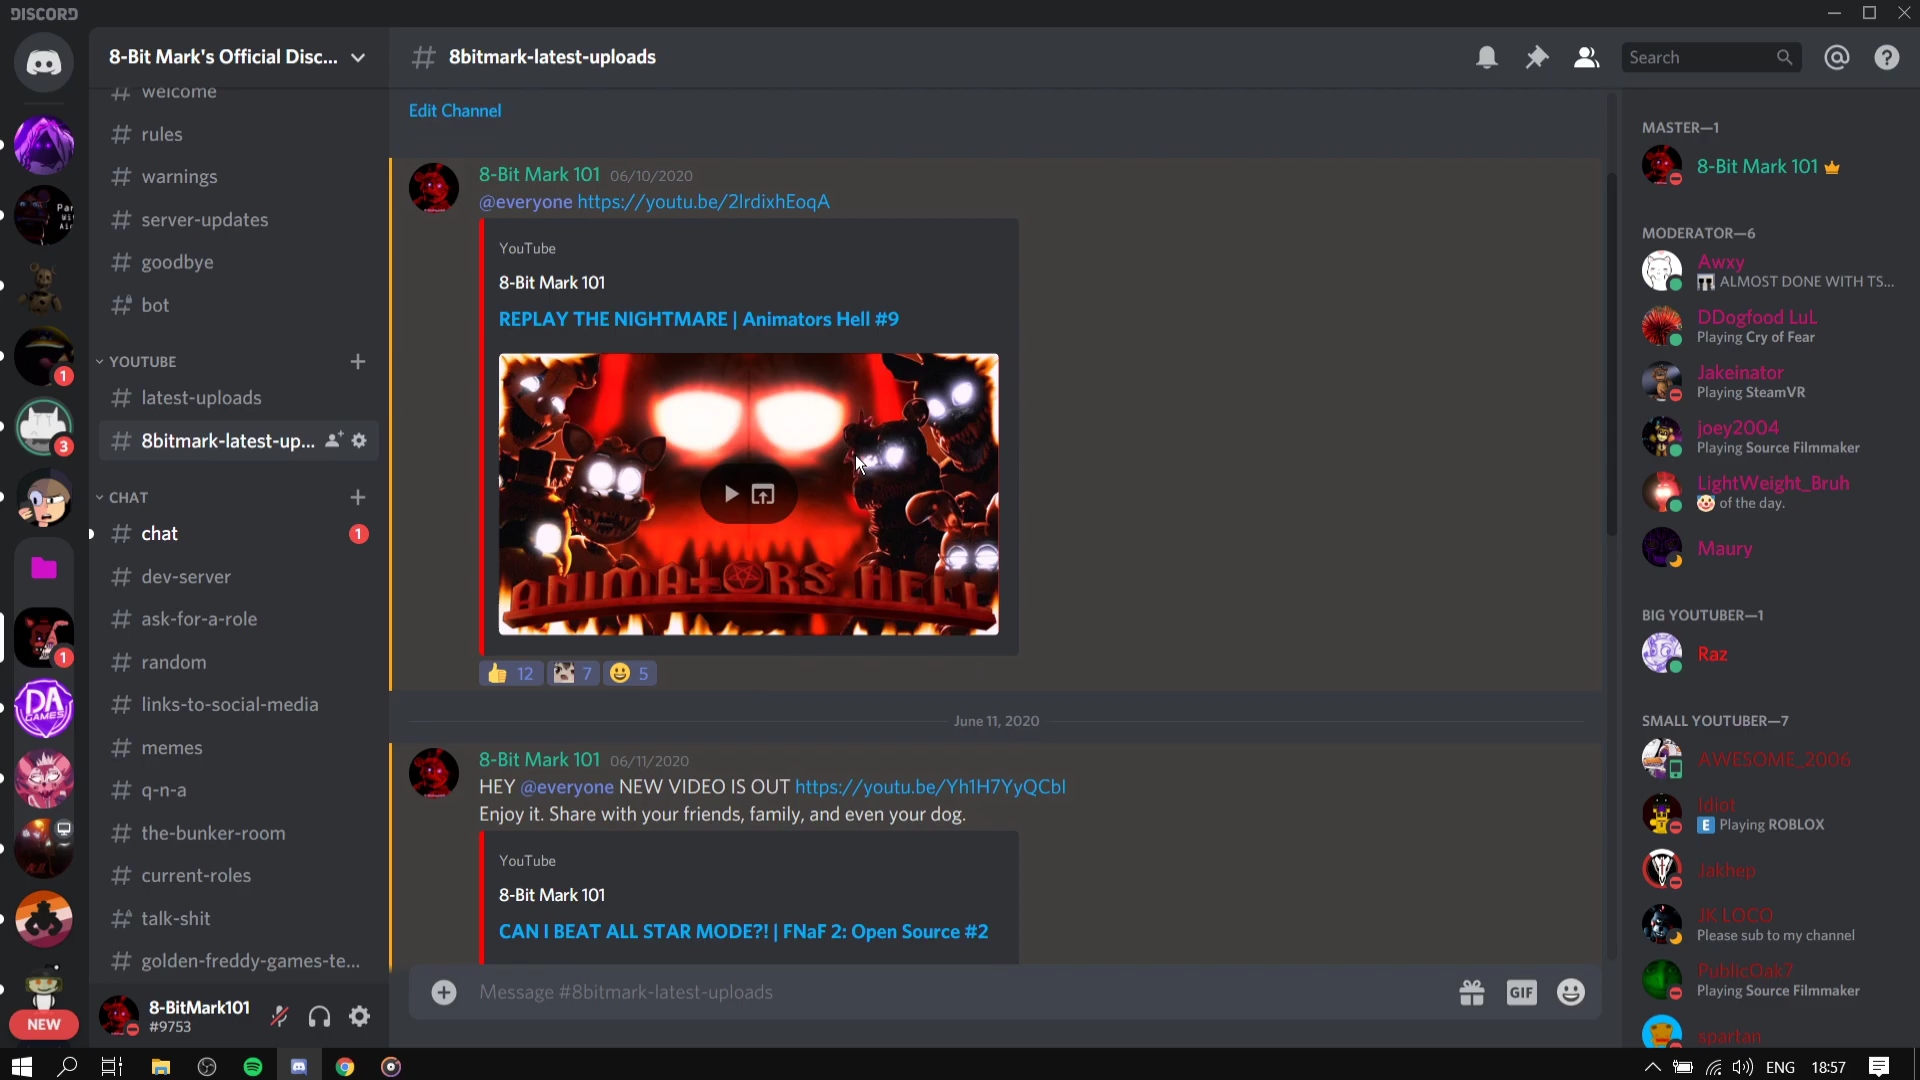 DISCORD
8-Bit Mark's Official Disc...
8bitmark-latest-uploads
Search
welcome
rules
warnings
server-updates
goodbye
bot
YOUTUBE
latest-uploads
8bitmark-latest-up...
CHAT
chat
1
dev-server
ask-for-a-role
random
links-to-social-media
memes
q-n-a
the-bunker-room
current-roles
talk-shit
golden-freddy-games-te...
1
3
1
DA
GAMES
NEW
8-BitMark101
#9753
Edit Channel
8-Bit Mark 101 06/10/2020
@everyone https://youtu.be/2lrdixhEoqA
YouTube
8-Bit Mark 101
REPLAY THE NIGHTMARE | Animators Hell #9
ANIMATORS HELL
12
7
5
June 11, 2020
8-Bit Mark 101 06/11/2020
HEY @everyone NEW VIDEO IS OUT https://youtu.be/Yh1H7YyQCbI
Enjoy it. Share with your friends, family, and even your dog.
YouTube
8-Bit Mark 101
CAN I BEAT ALL STAR MODE?! | FNaF 2: Open Source #2
Message #8bitmark-latest-uploads
GIF
MASTER—1
8-Bit Mark 101
MODERATOR—6
Awxy
ALMOST DONE WITH TS...
DDogfood LuL
Playing Cry of Fear
Jakeinator
Playing SteamVR
joey2004
Playing Source Filmmaker
LightWeight_Bruh
of the day.
Maury
BIG YOUTUBER—1
Raz
SMALL YOUTUBER—7
AWESOME_2006
Idiot
E Playing ROBLOX
Jakhep
JK LOCO
Please sub to my channel
PublicOak7
Playing Source Filmmaker
spartan
ENG
18:57